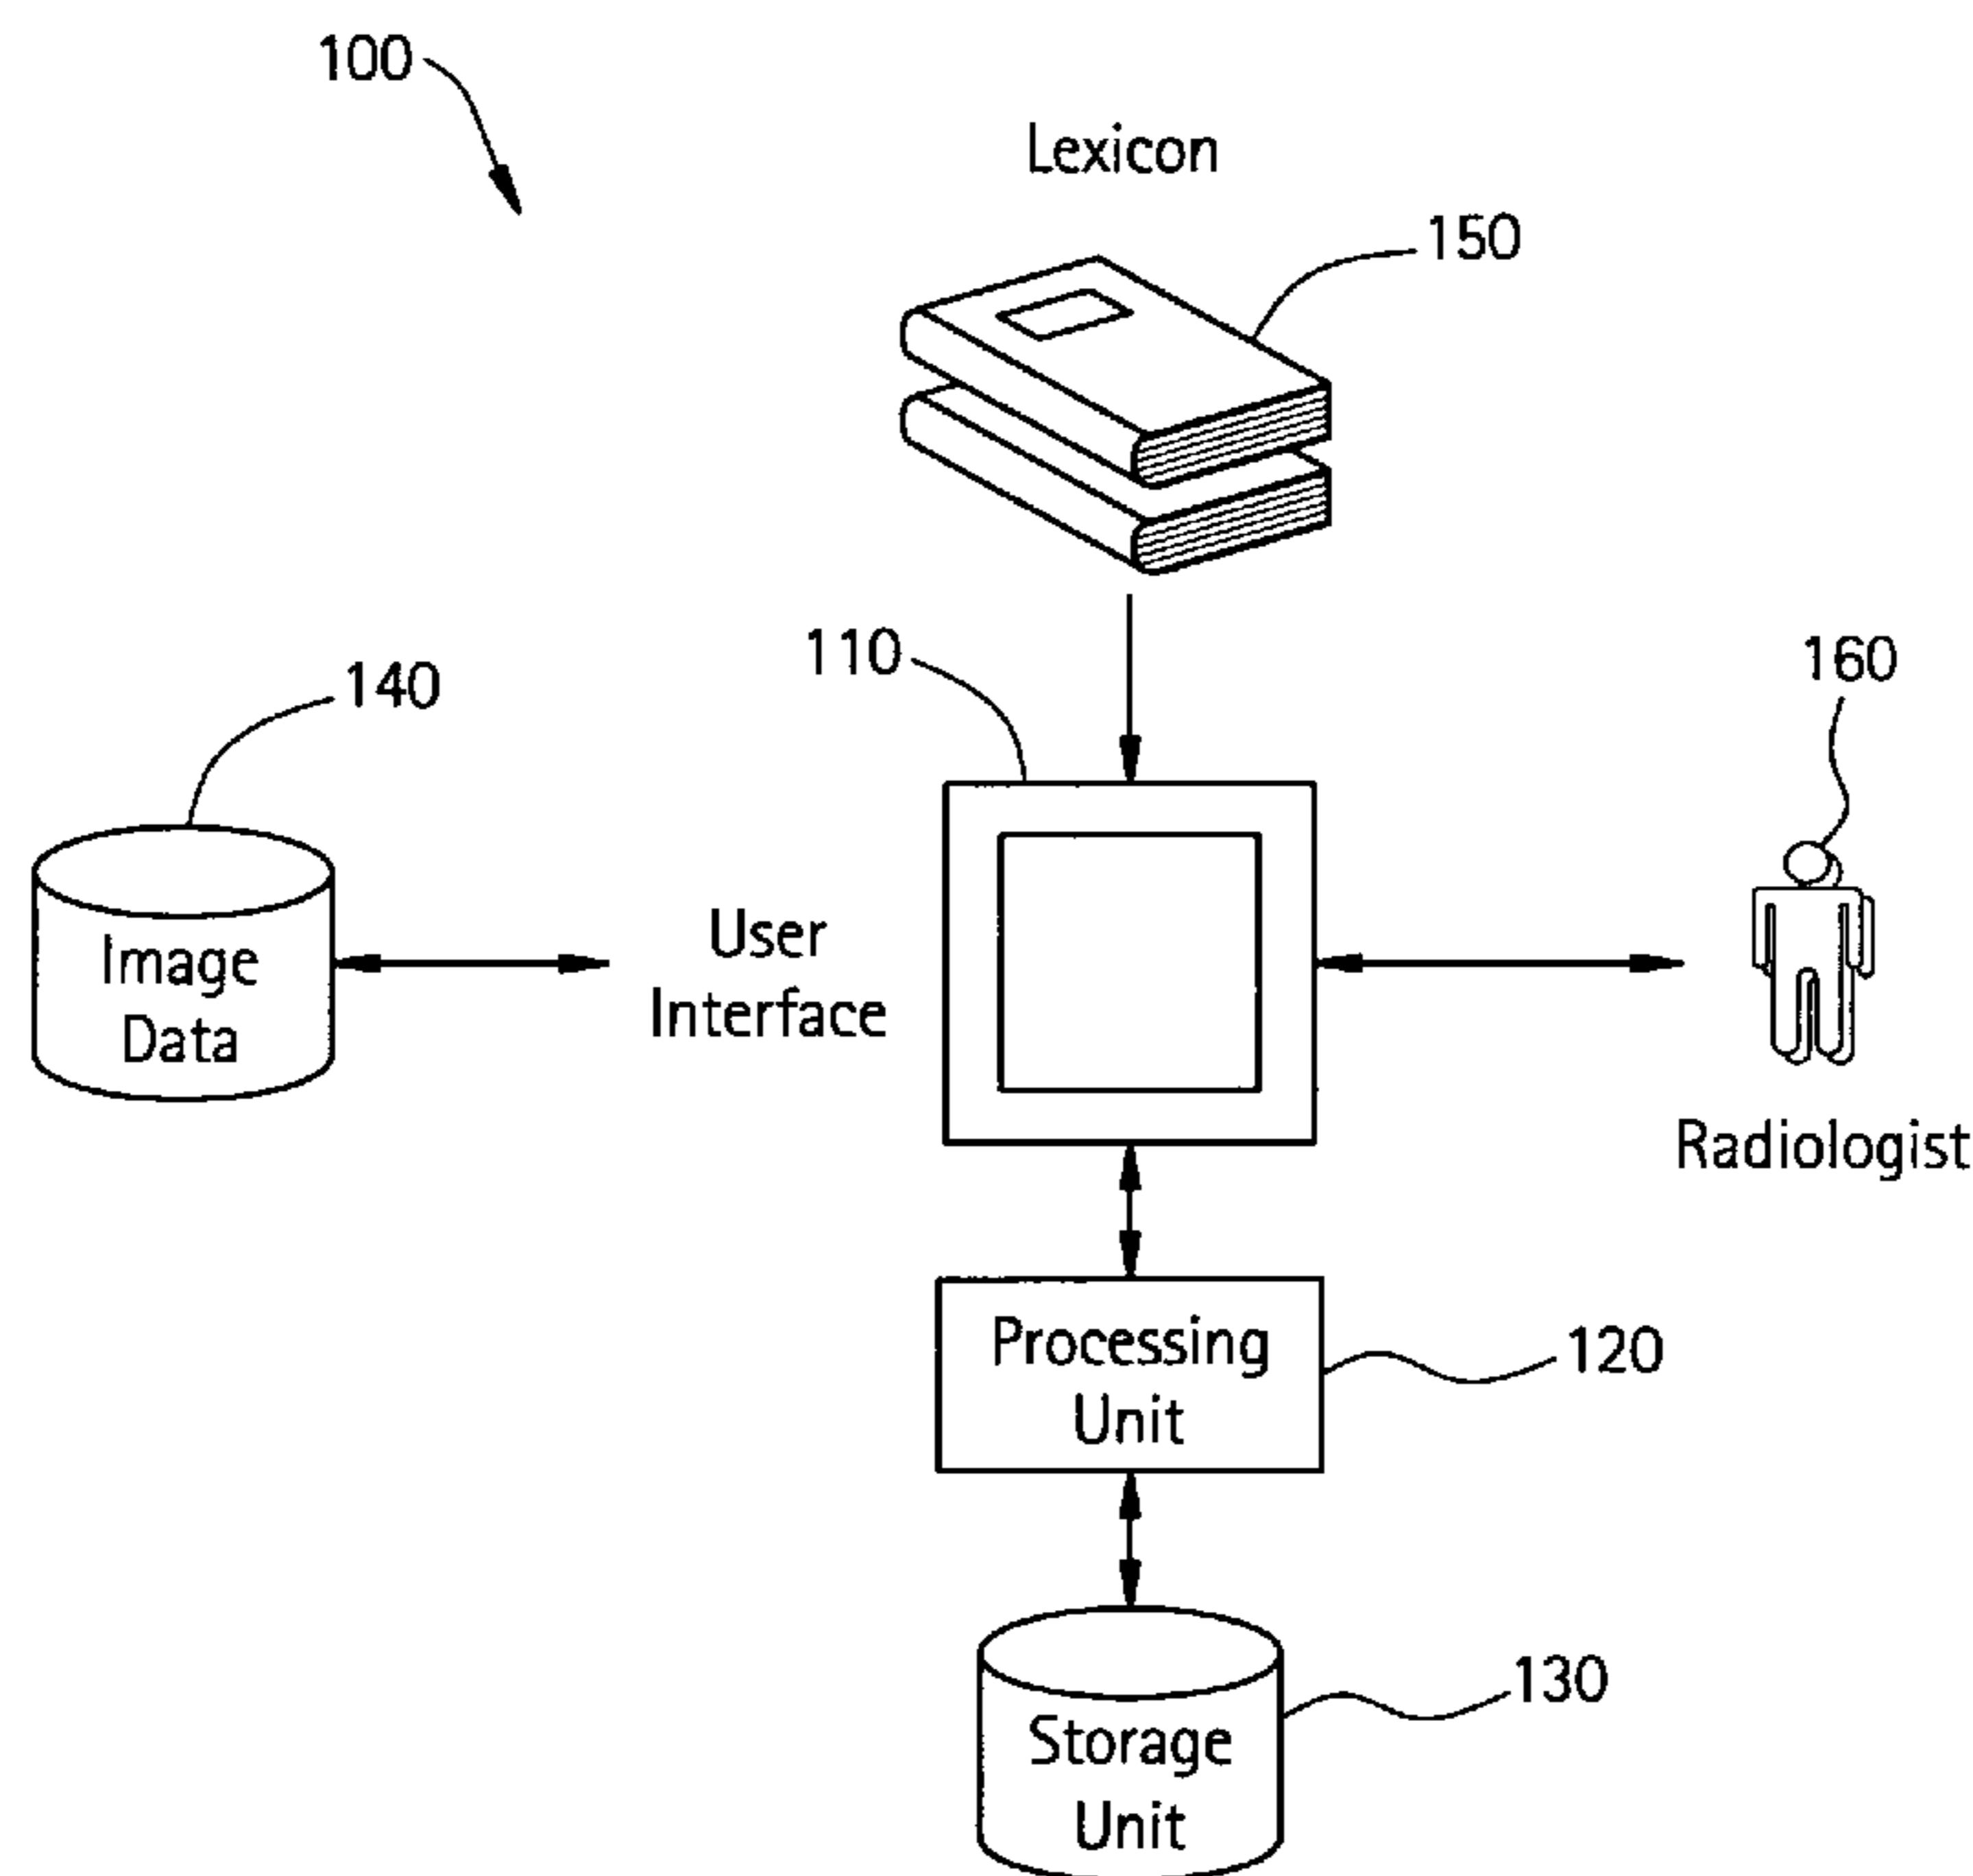 100
Lexicon
150
110
160
140
User
Interface
Image
Data
Radiologist
Processing
Unit
120
130
Storage
Unit